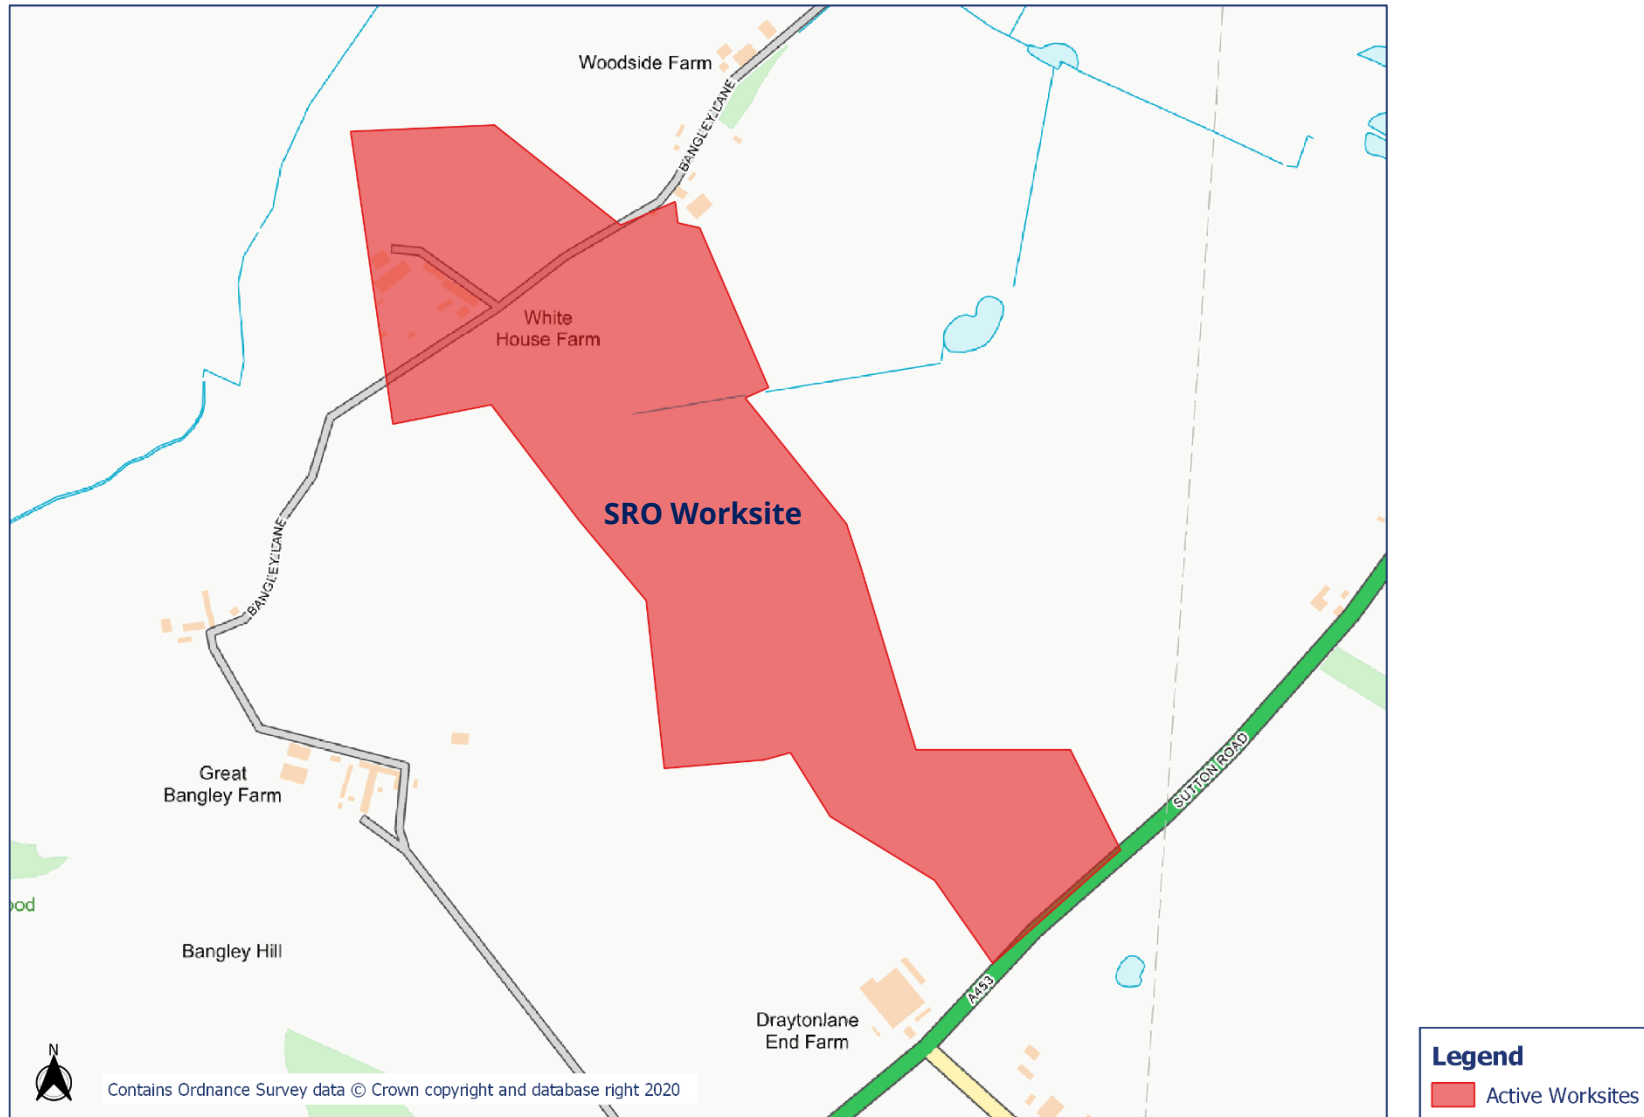 Woodside Farm
BANGLEY LANE
White
House Farm
SRO Worksite
BANGLEY LANE
SUTTON ROAD
Great
Bangley Farm
ood
Bangley Hill
A453
Draytonlane
End Farm
N
Contains Ordnance Survey data © Crown copyright and database right 2020
Legend
Active Worksites